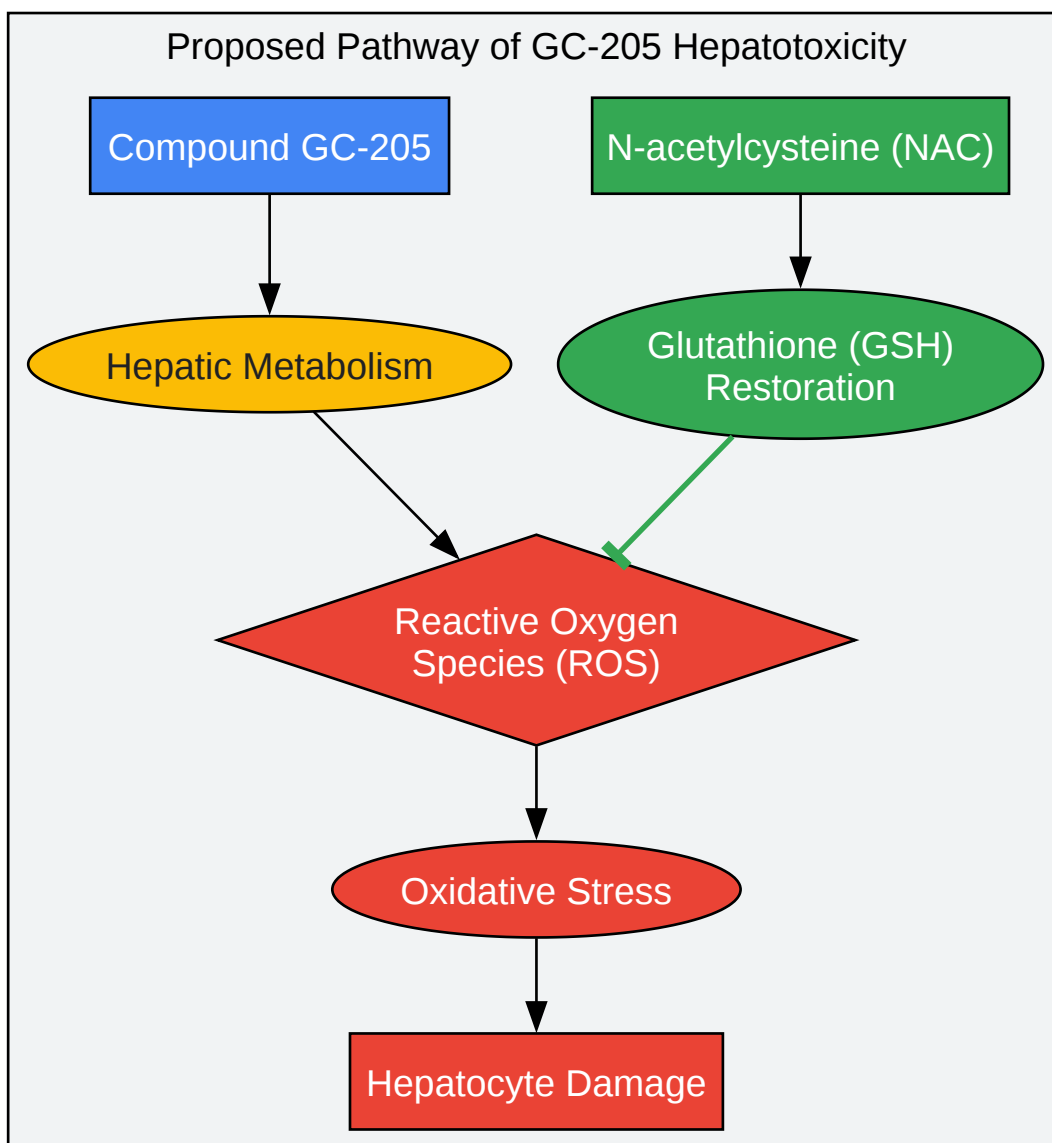 Proposed Pathway of GC-205 Hepatotoxicity
Compound GC-205
N-acetylcysteine (NAC)
Hepatic Metabolism
Glutathione (GSH)
Restoration
Reactive Oxygen
Species (ROS)
Oxidative Stress
Hepatocyte Damage